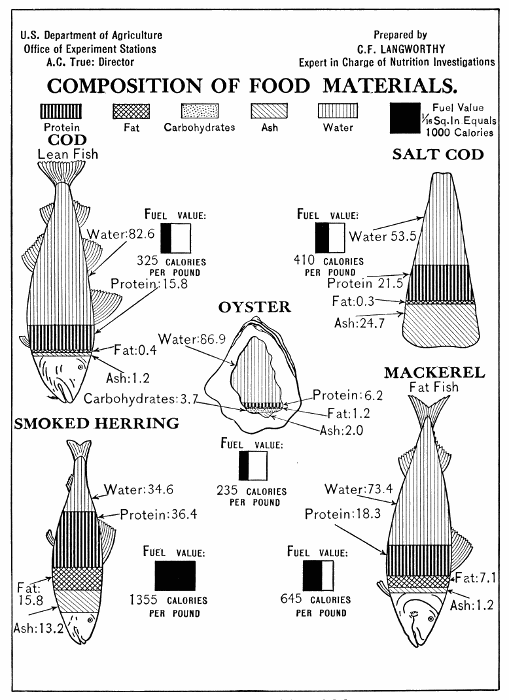 U.S. Department of Agriculture
Office of Experiment Stations
A.C. True: Director
Prepared by
C.F. LANGWORTHY
Expert in Charge of Nutrition Investigations
COMPOSITION OF FOOD MATERIALS.
Protein
Fat
Carbohydrates
Ash
Water
Fuel Value
1/16 Sq.In. Equals
1000 Calories
COD
Lean Fish
Water:82.6
FUEL VALUE:
325 CALORIES
PER POUND
Protein:15.8
Fat:0.4
Ash:1.2
SALT COD
FUEL VALUE:
410 CALORIES
PER POUND
Water 53.5
Protein 21.5
Fat:0.3
Ash:24.7
OYSTER
Water:86.9
Protein:6.2
Fat:1.2
Ash:2.0
Carbohydrates:3.7
FUEL VALUE:
235 CALORIES
PER POUND
SMOKED HERRING
Water:34.6
Protein:36.4
Fat:
15.8
Ash:13.2
FUEL VALUE:
1355 CALORIES
PER POUND
MACKEREL
Fat Fish
Water:73.4
Protein:18.3
Fat:7.1
Ash:1.2
FUEL VALUE:
645 CALORIES
PER POUND